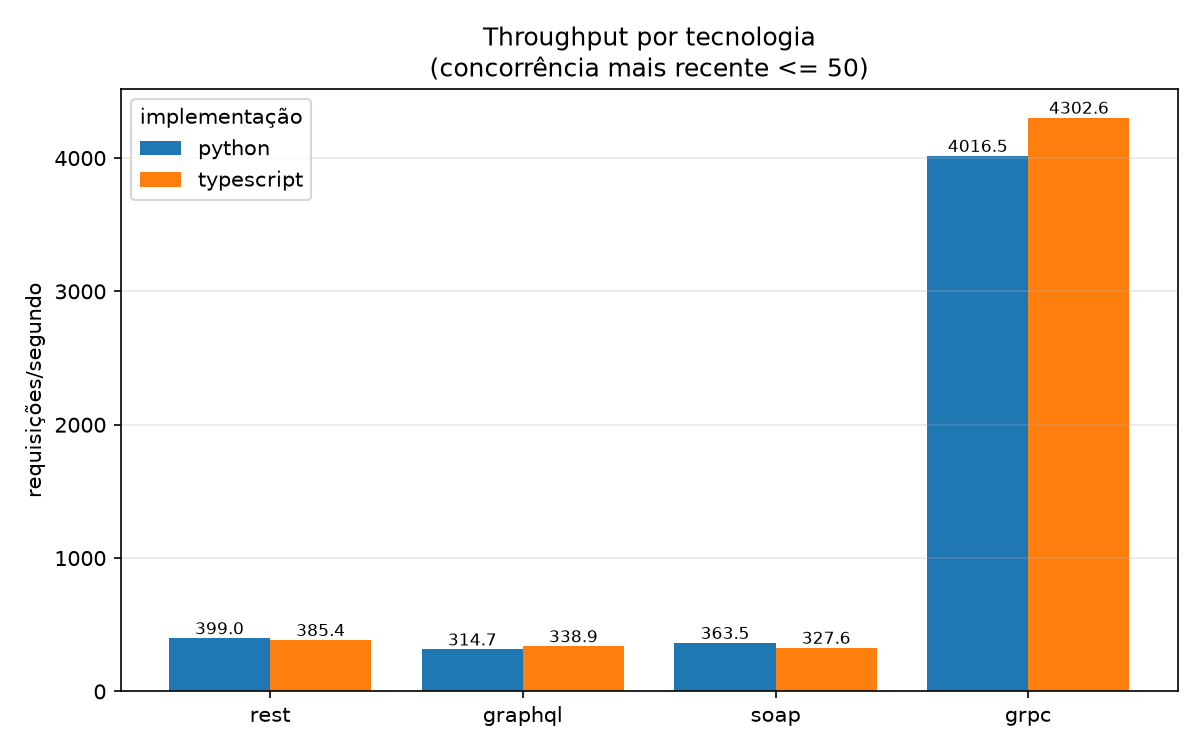 Throughput por tecnologia
(concorrência mais recente <= 50)
implementação
python
typescript
requisições/segundo
4000
3000
2000
1000
0
399.0
385.4
314.7
338.9
363.5
327.6
4016.5
4302.6
rest
graphql
soap
grpc